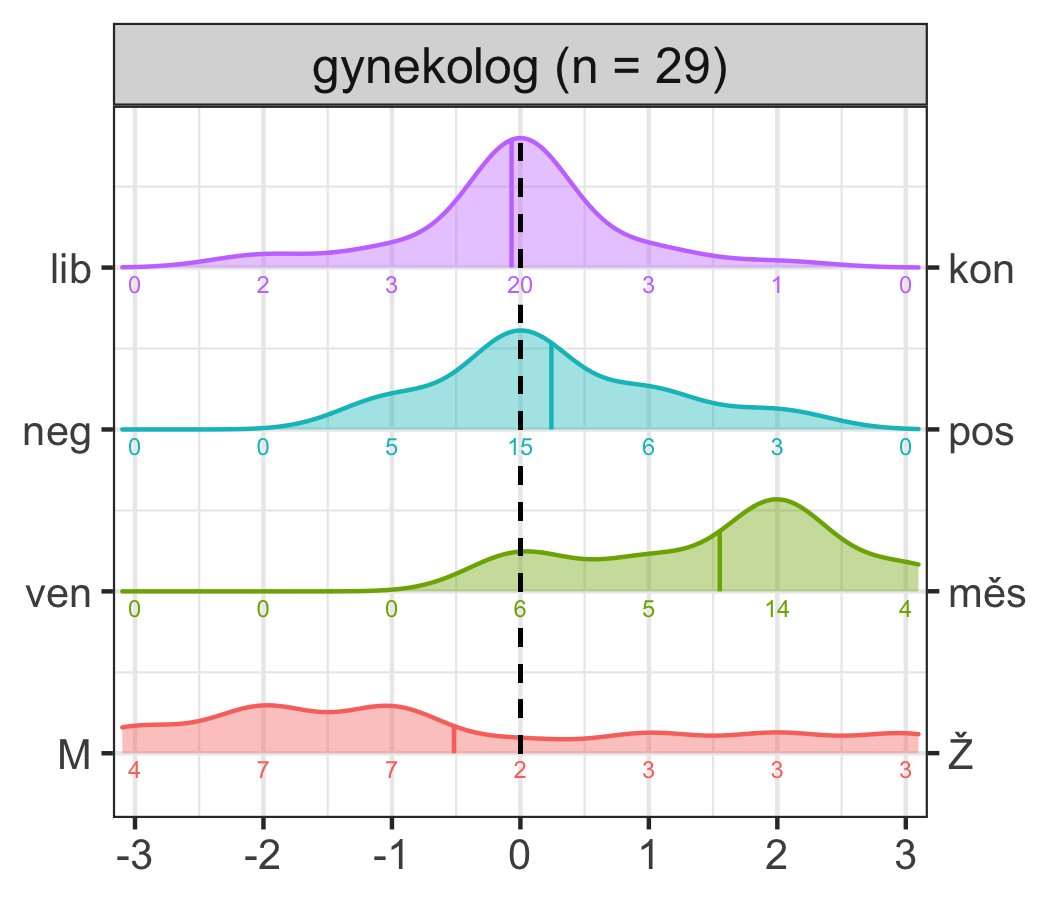 gynekolog (n = 29)
lib kon
0 2 3 20 3 1 0
neg pos
0 0 5 15 6 3 0
ven měs
0 0 0 6 5 14 4
M Ž
4 7 7 2 3 3 3
-3 -2 -1 0 1 2 3